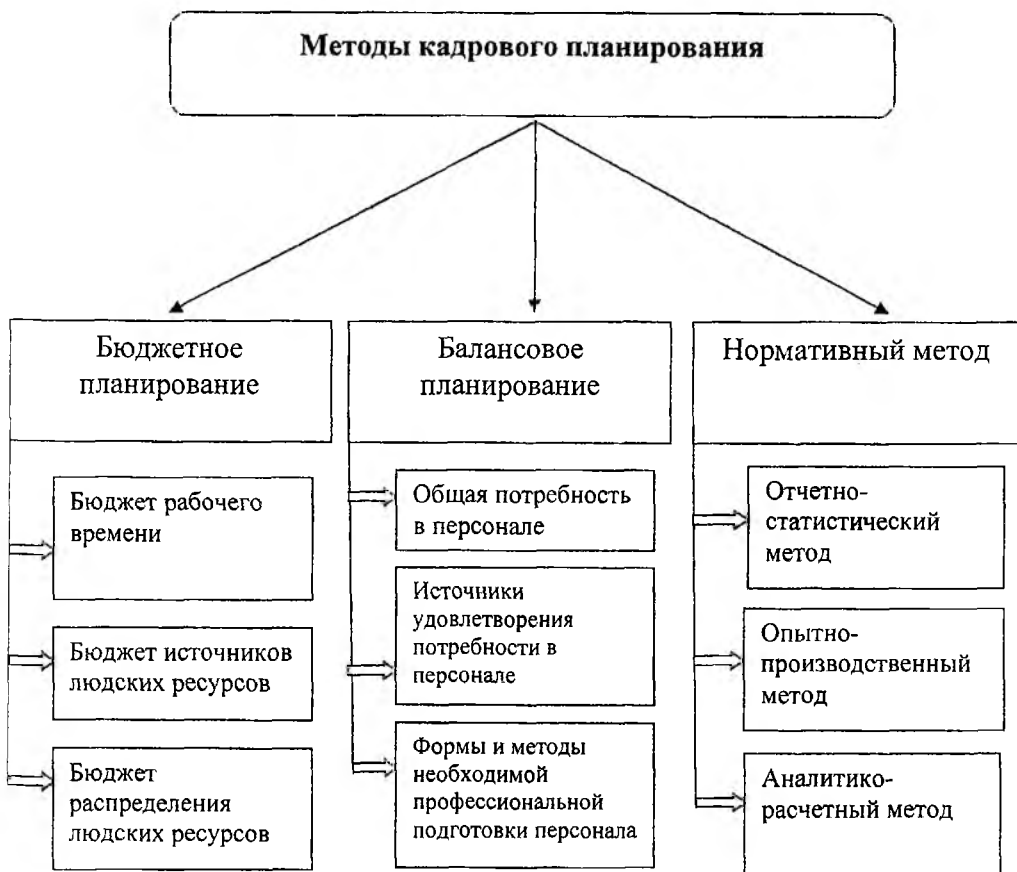 Методы кадрового планирования
Бюджетное
планирование
Бюджет рабочего
времени
Бюджет источников
людских ресурсов
Бюджет
распределения
людских ресурсов
Балансовое
планирование
Общая потребность
в персонале
Источники
удовлетворения
потребности в
персонале
Формы и методы
необходимой
профессиональной
подготовки персонала
Нормативный метод
Отчетно-
статистический
метод
Опытно-
производственный
метод
Аналитико-
расчетный метод